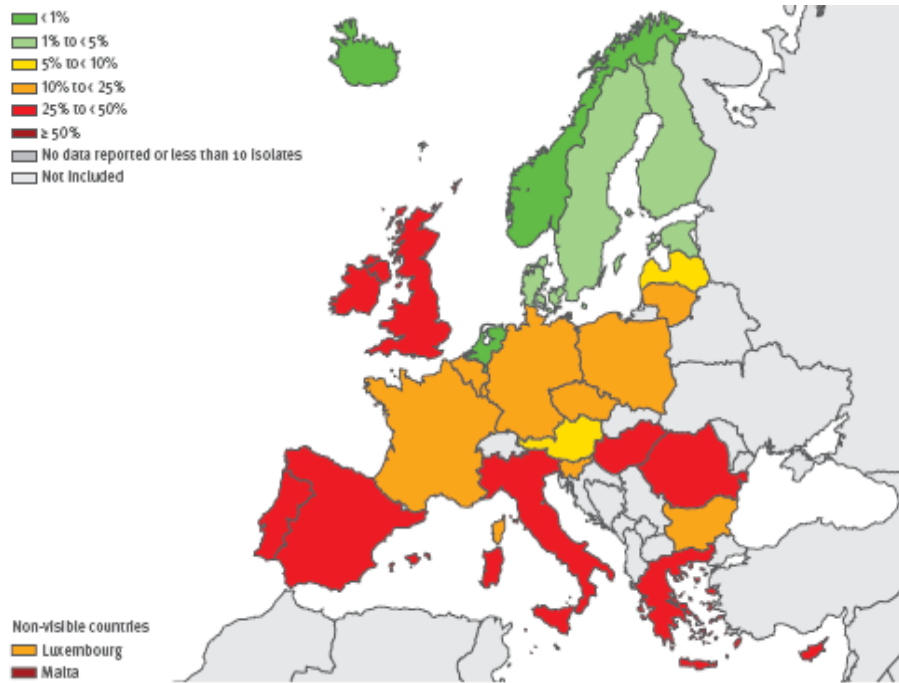 < 1%
1% to < 5%
5% to < 10%
10% to < 25%
25% to < 50%
≥ 50%
No data reported or less than 10 isolates
Not included
Non-visible countries
Luxembourg
Malta